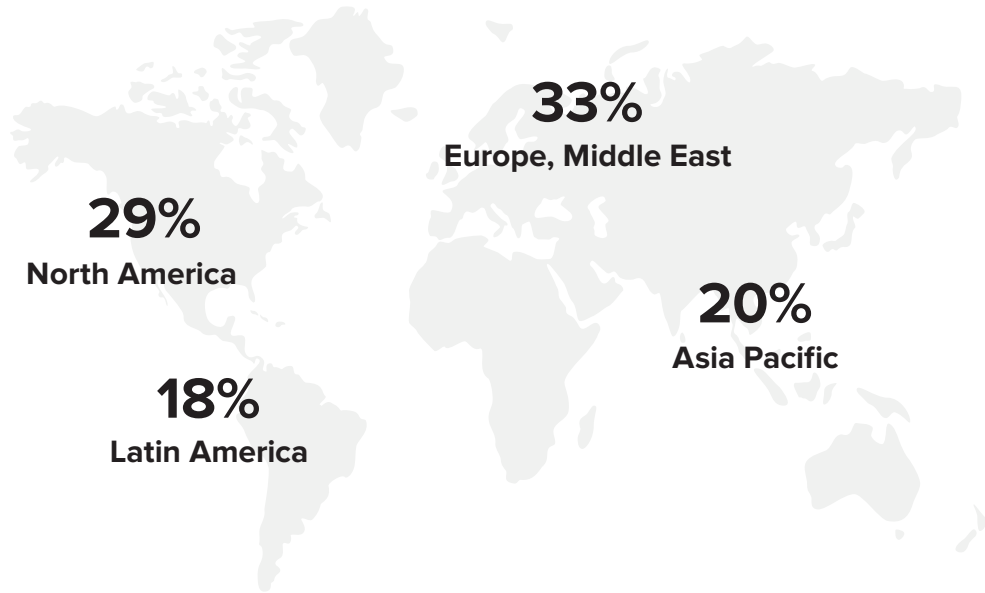 33%
Europe, Middle East
29%
North America
20%
Asia Pacific
18%
Latin America